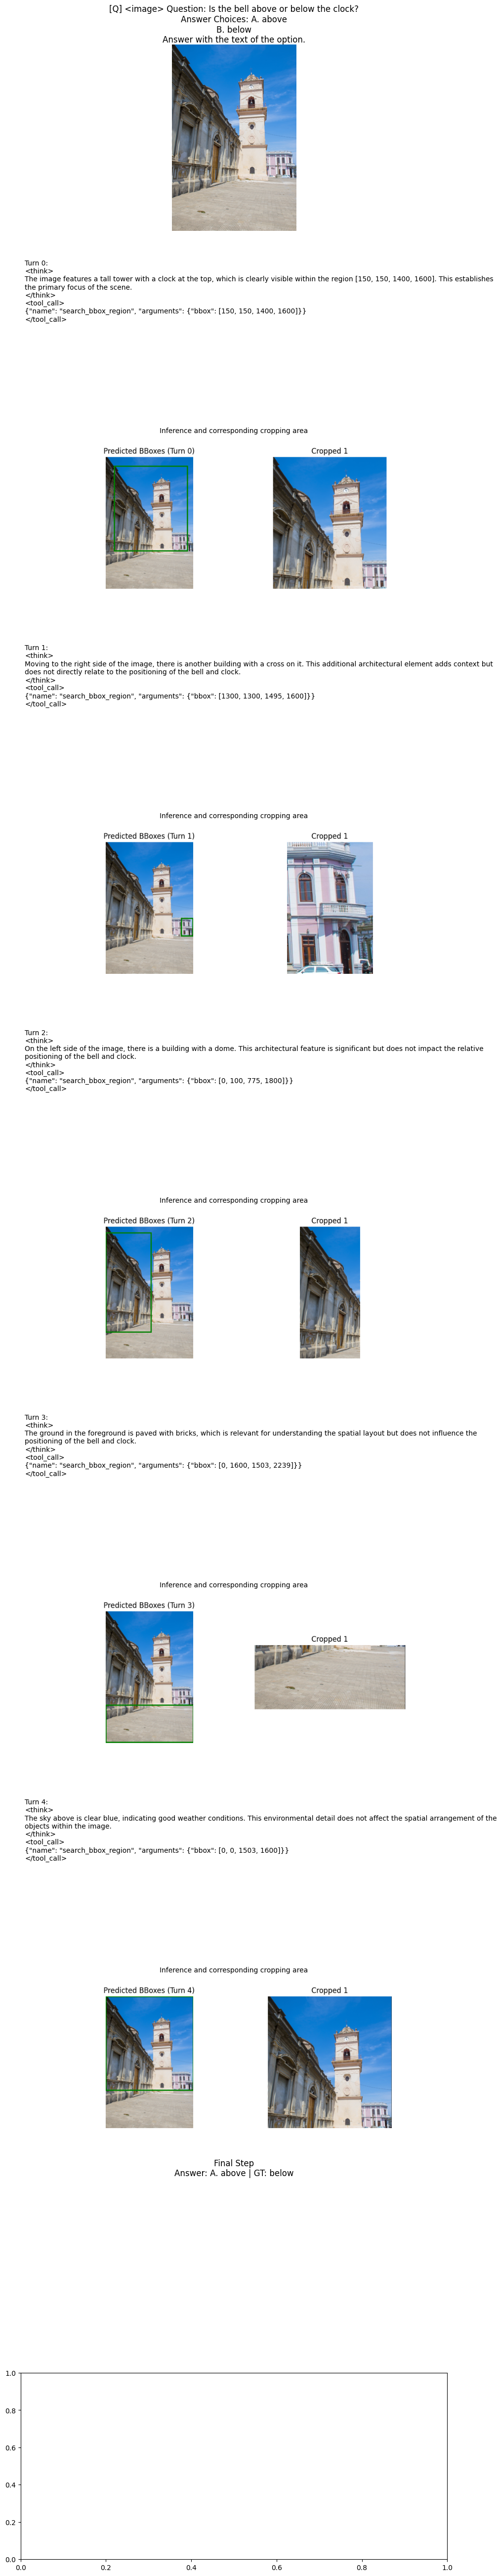 [Q] <image> Question: Is the bell above or below the clock?
Answer Choices: A. above
B. below
Answer with the text of the option.
Turn 0:
<think>
The image features a tall tower with a clock at the top, which is clearly visible within the region [150, 150, 1400, 1600]. This establishes
the primary focus of the scene.
</think>
<tool_call>
{"name": "search_bbox_region", "arguments": {"bbox": [150, 150, 1400, 1600]}}
</tool_call>
Inference and corresponding cropping area
Predicted BBoxes (Turn 0)
Cropped 1
Turn 1:
<think>
Moving to the right side of the image, there is another building with a cross on it. This additional architectural element adds context but
does not directly relate to the positioning of the bell and clock.
</think>
<tool_call>
{"name": "search_bbox_region", "arguments": {"bbox": [1300, 1300, 1495, 1600]}}
</tool_call>
Inference and corresponding cropping area
Predicted BBoxes (Turn 1)
Cropped 1
Turn 2:
<think>
On the left side of the image, there is a building with a dome. This architectural feature is significant but does not impact the relative
positioning of the bell and clock.
</think>
<tool_call>
{"name": "search_bbox_region", "arguments": {"bbox": [0, 100, 775, 1800]}}
</tool_call>
Inference and corresponding cropping area
Predicted BBoxes (Turn 2)
Cropped 1
Turn 3:
<think>
The ground in the foreground is paved with bricks, which is relevant for understanding the spatial layout but does not influence the
positioning of the bell and clock.
</think>
<tool_call>
{"name": "search_bbox_region", "arguments": {"bbox": [0, 1600, 1503, 2239]}}
</tool_call>
Inference and corresponding cropping area
Predicted BBoxes (Turn 3)
Cropped 1
Turn 4:
<think>
The sky above is clear blue, indicating good weather conditions. This environmental detail does not affect the spatial arrangement of the
objects within the image.
</think>
<tool_call>
{"name": "search_bbox_region", "arguments": {"bbox": [0, 0, 1503, 1600]}}
</tool_call>
Inference and corresponding cropping area
Predicted BBoxes (Turn 4)
Cropped 1
Final Step
Answer: A. above | GT: below
1.0
0.8
0.6
0.4
0.2
0.0
0.0 0.2 0.4 0.6 0.8 1.0